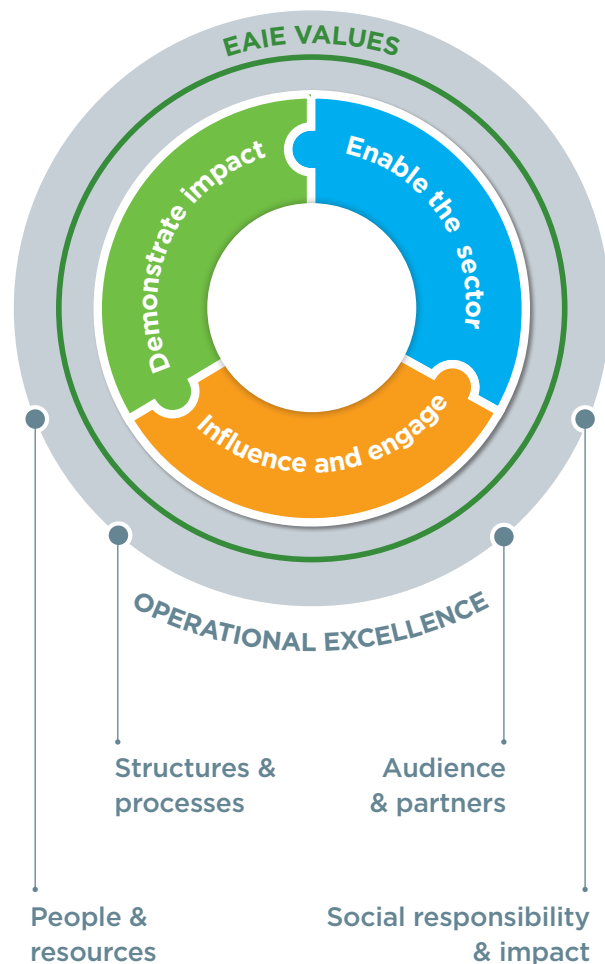 EAIE VALUES
Demonstrate impact
Enable the sector
Influence and engage
OPERATIONAL EXCELLENCE
Structures &
processes
Audience
& partners
People &
resources
Social responsibility
& impact